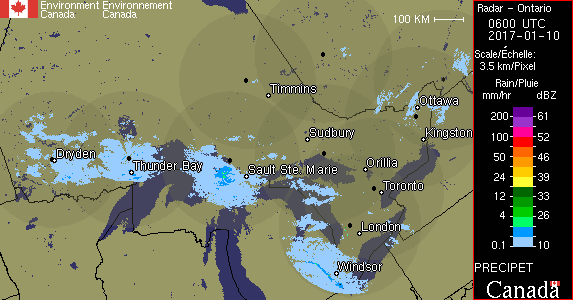 Environment Environnement
Canada Canada
100 KM
Timmins
Ottawa
Sudbury
Kingston
Dryden
Thunder Bay
Sault Ste. Marie
Orillia
Toronto
London
Windsor
Radar - Ontario
0600 UTC
2017-01-10
Scale/Échelle:
3.5 km/Pixel
Rain/Pluie
mm/hr dBZ
200 61
100 52
50 46
24 39
12 33
4 26
0.1 10
PRECIPET
Canada